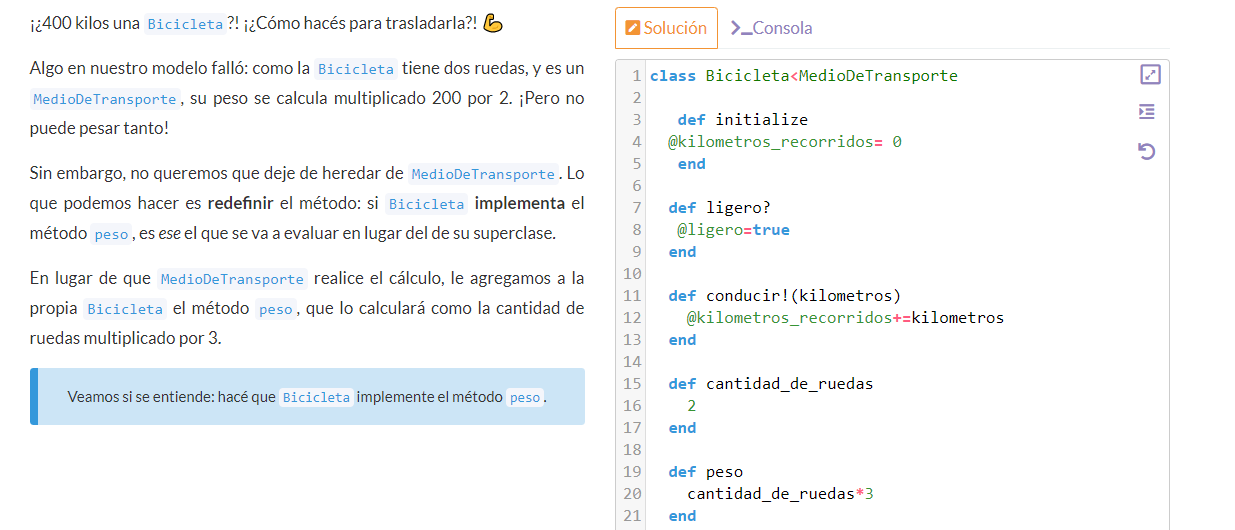 ¡¿400 kilos una Bicicleta?! ¡¿Cómo hacés para trasladarla?! 💪
Algo en nuestro modelo falló: como la Bicicleta tiene dos ruedas, y es un
MedioDeTransporte, su peso se calcula multiplicado 200 por 2. ¡Pero no
puede pesar tanto!
Sin embargo, no queremos que deje de heredar de MedioDeTransporte. Lo
que podemos hacer es redefinir el método: si Bicicleta implementa el
método peso, es ese el que se va a evaluar en lugar del de su superclase.
En lugar de que MedioDeTransporte realice el cálculo, le agregamos a la
propia Bicicleta el método peso, que lo calculará como la cantidad de
ruedas multiplicado por 3.
Veamos si se entiende: hacé que Bicicleta implemente el método peso.
Solución Consola
1 class Bicicleta<MedioDeTransporte
2
3 def initialize
4 @kilometros_recorridos= 0
5 end
6
7 def ligero?
8 @ligero=true
9 end
10
11 def conducir!(kilometros)
12 @kilometros_recorridos+=kilometros
13 end
14
15 def cantidad_de_ruedas
16 2
17 end
18
19 def peso
20 cantidad_de_ruedas*3
21 end